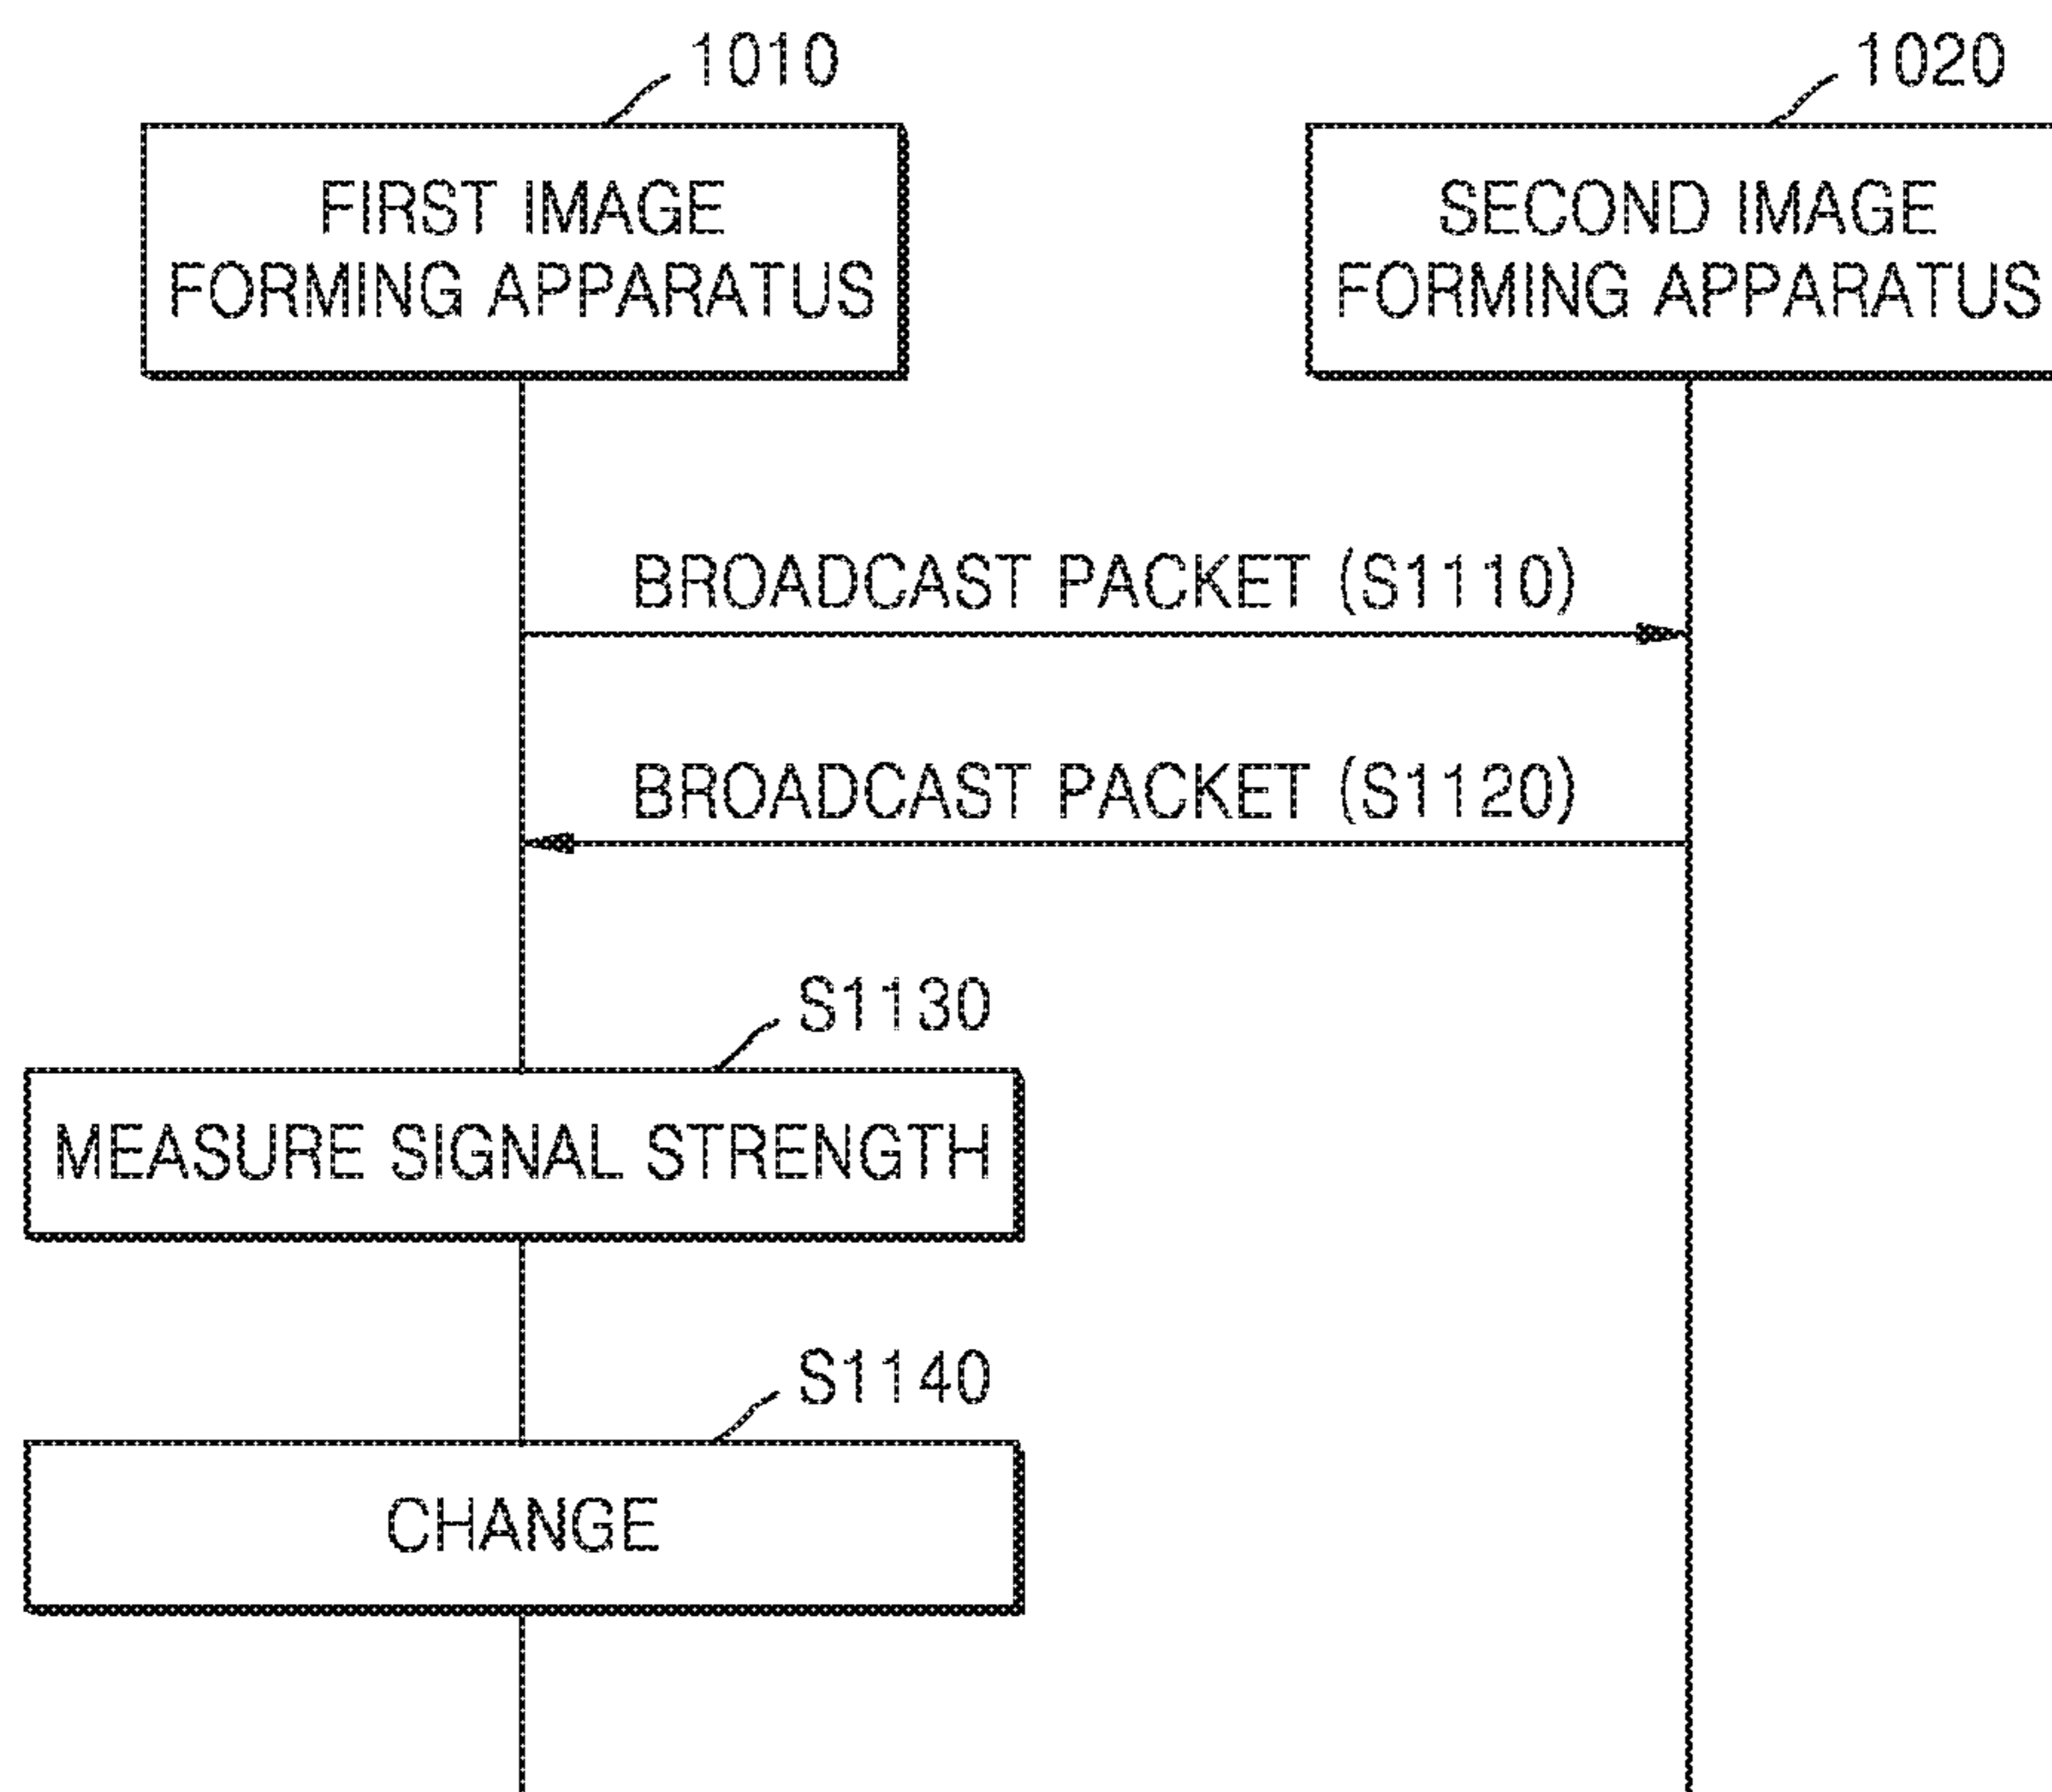 1010
1020
FIRST IMAGE
FORMING APPARATUS
SECOND IMAGE
FORMING APPARATUS
BROADCAST PACKET (S1110)
BROADCAST PACKET (S1120)
S1130
MEASURE SIGNAL STRENGTH
S1140
CHANGE